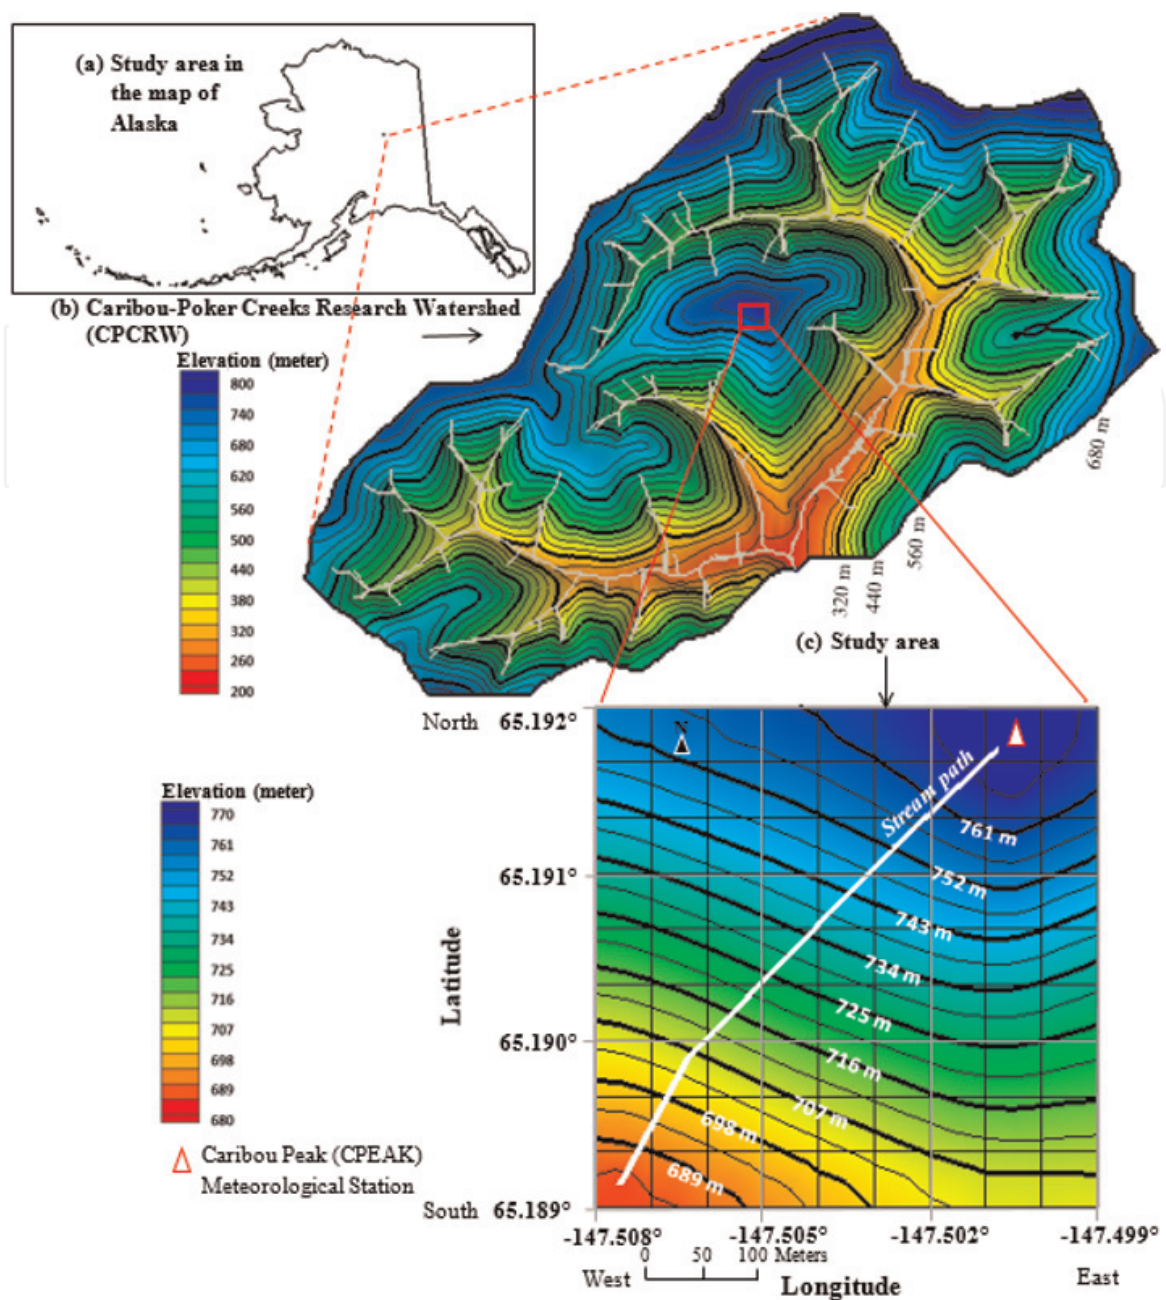 (a) Study area in
the map of
Alaska
(b) Caribou-Poker Creeks Research Watershed
(CPCRW)
Elevation (meter)
800
740
680
620
560
500
440
380
320
260
200
680 m
560 m
440 m
320 m
(c) Study area
North 65.192°
65.191°
65.190°
South 65.189°
Latitude
N
Stream path
761 m
752 m
743 m
734 m
725 m
716 m
707 m
698 m
689 m
Elevation (meter)
770
761
752
743
734
725
716
707
698
689
680
Caribou Peak (CPEAK)
Meteorological Station
-147.508° -147.505° -147.502° -147.499°
0 50 100 Meters
West Longitude East